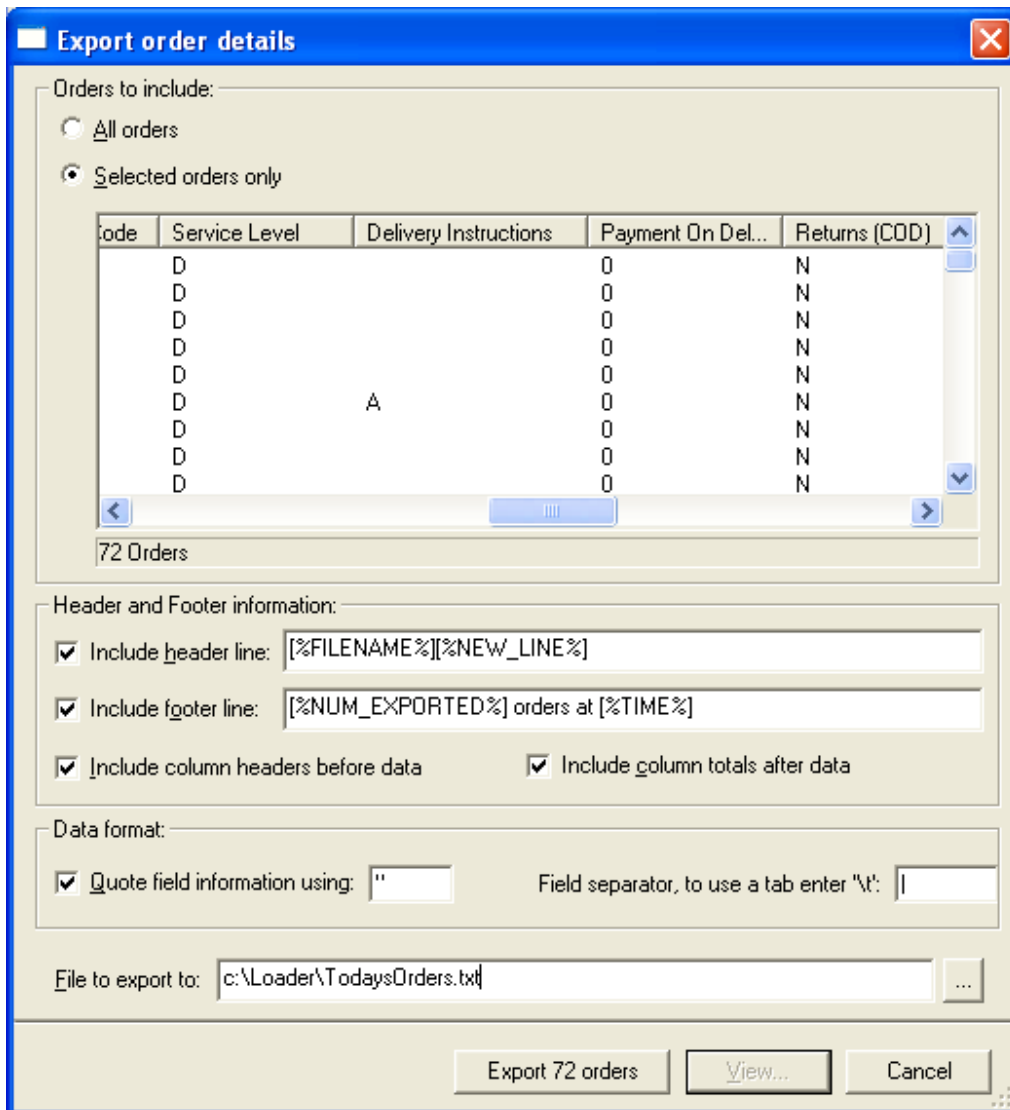 Export order details
Orders to include:
All orders
Selected orders only
Code Service Level Delivery Instructions Payment On Del... Returns (COD)
D 0 N
D 0 N
D 0 N
D 0 N
D 0 N
D A 0 N
D 0 N
D 0 N
D 0 N
72 Orders
Header and Footer information:
Include header line: [%FILENAME%][%NEW_LINE%]
Include footer line: [%NUM_EXPORTED%] orders at [%TIME%]
Include column headers before data Include column totals after data
Data format:
Quote field information using: " Field separator, to use a tab enter '\t': |
File to export to: c:\Loader\TodaysOrders.txt ...
Export 72 orders View... Cancel